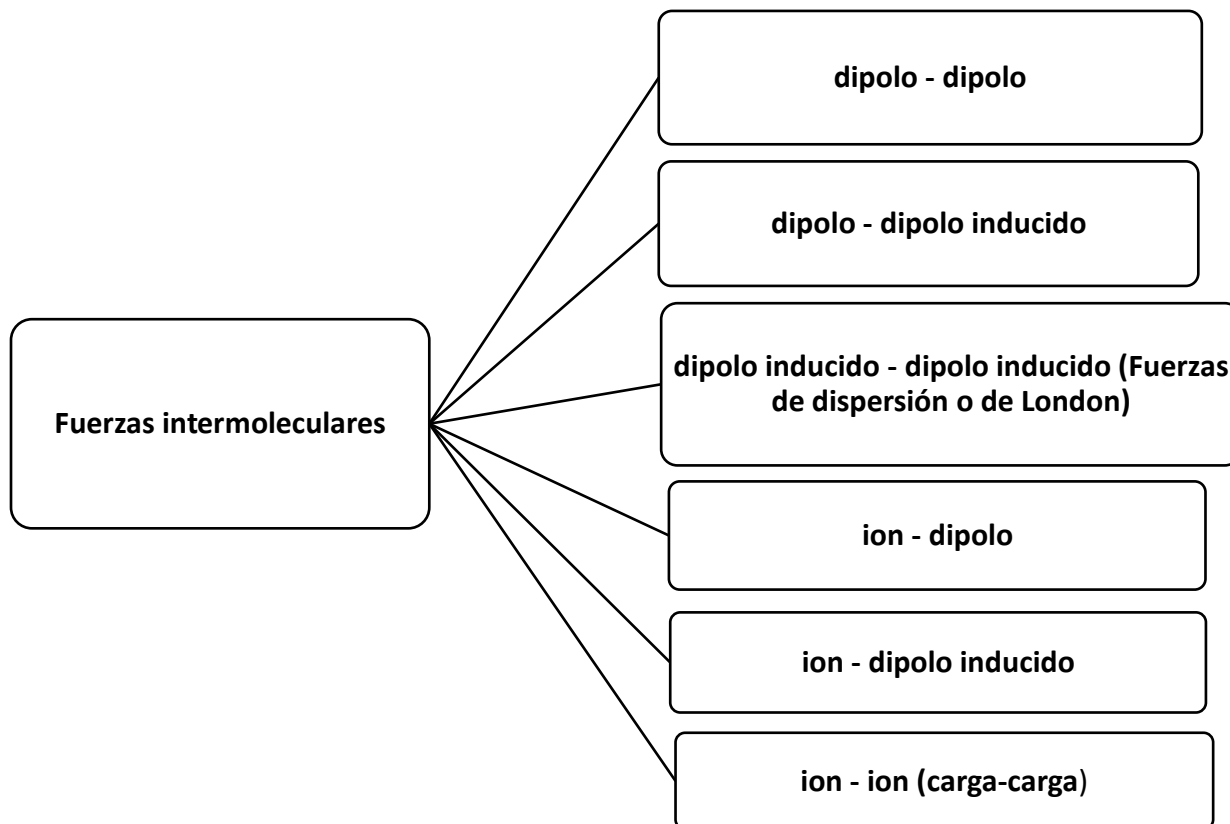 dipolo - dipolo
dipolo - dipolo inducido
dipolo inducido - dipolo inducido (Fuerzas
de dispersión o de London)
Fuerzas intermoleculares
ion - dipolo
ion - dipolo inducido
ion - ion (carga-carga)